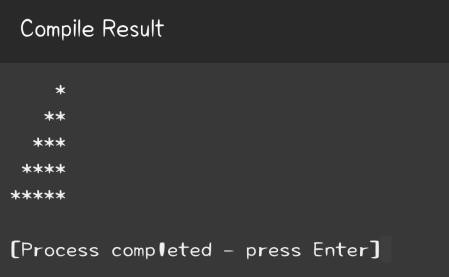 Compile Result
    *
   **
  ***
 ****
*****
[Process completed - press Enter]